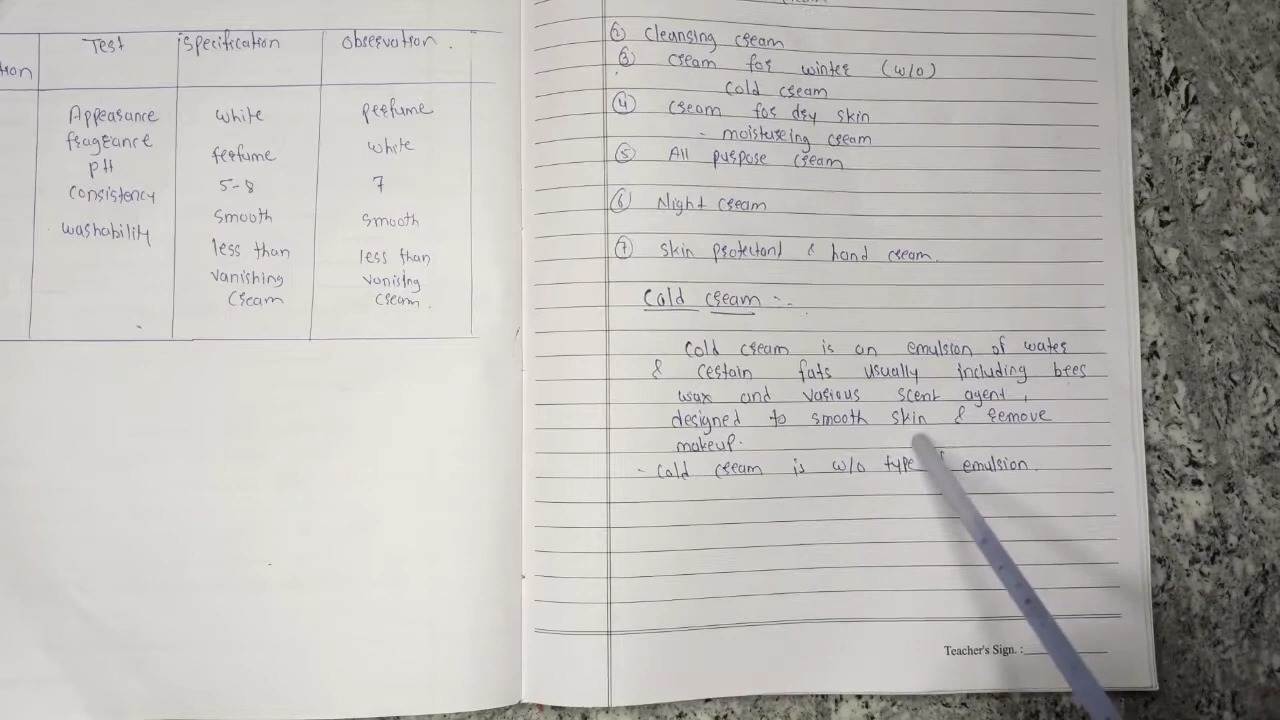 Test specification observation.
tion
Appearance white perfume
fragrance perfume white
PH 5-8 7
consistency smooth smooth
washability less than less than
vanishing vanising
cream cream.
② cleansing cream
③ cream for winter (w/o)
cold cream
④ cream for dry skin
- moistureing cream
⑤ All purpose cream
⑥ Night cream
⑦ skin protectant & hand cream.
Cold cream :-.
Cold cream is an emulsion of water
& certain fats usually including bees
wax and various scent agent,
designed to smooth skin & remove
makeup.
- cold cream is w/o type emulsion.
Teacher's Sign. :